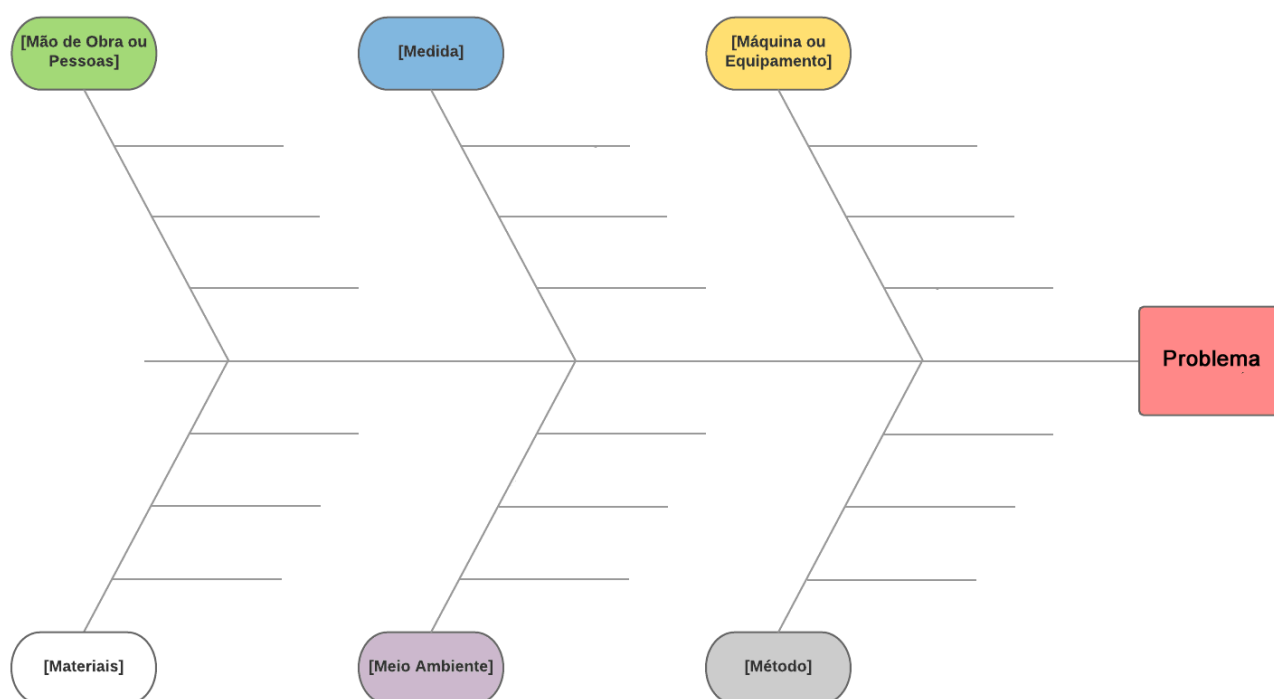 [Mão de Obra ou
Pessoas]
[Medida]
[Máquina ou
Equipamento]
Problema
[Materiais]
[Meio Ambiente]
[Método]